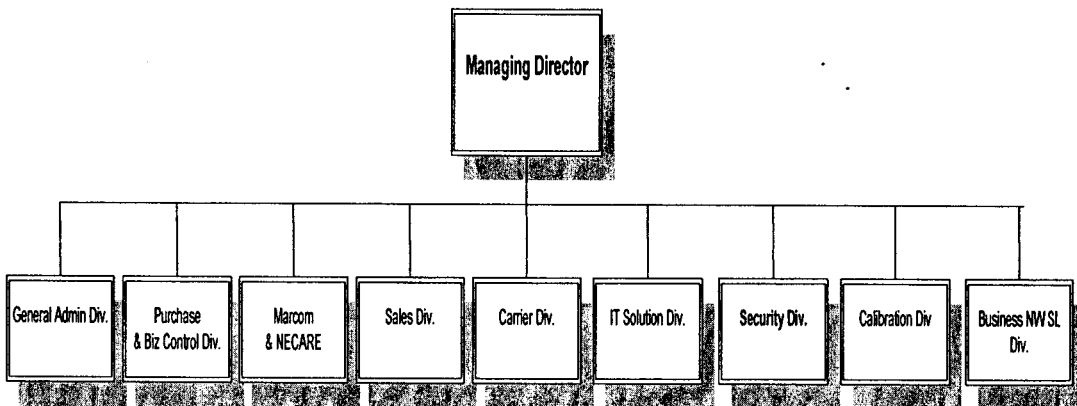 Managing Director
General Admin Div.
Purchase
& Biz Control Div.
Marcom
& NECARE
Sales Div.
Carrier Div.
IT Solution Div.
Security Div.
Calibration Div
Business NW SL
Div.